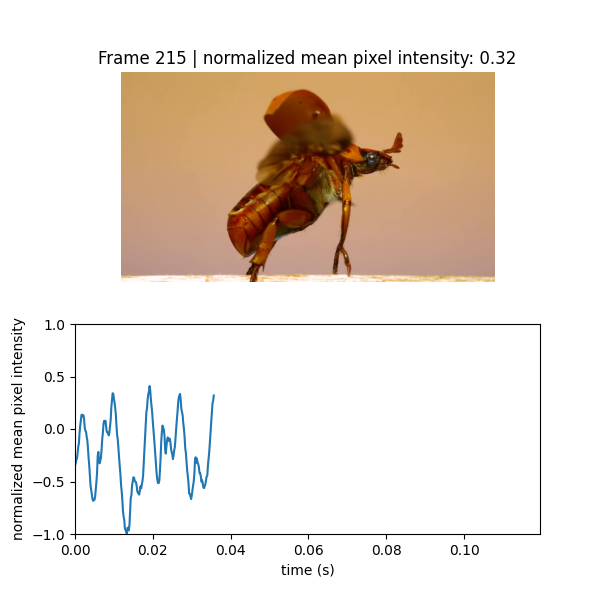 Frame 215 | normalized mean pixel intensity: 0.32
normalized mean pixel intensity
1.0
0.5
0.0
−0.5
−1.0
0.00 0.02 0.04 0.06 0.08 0.10
time (s)